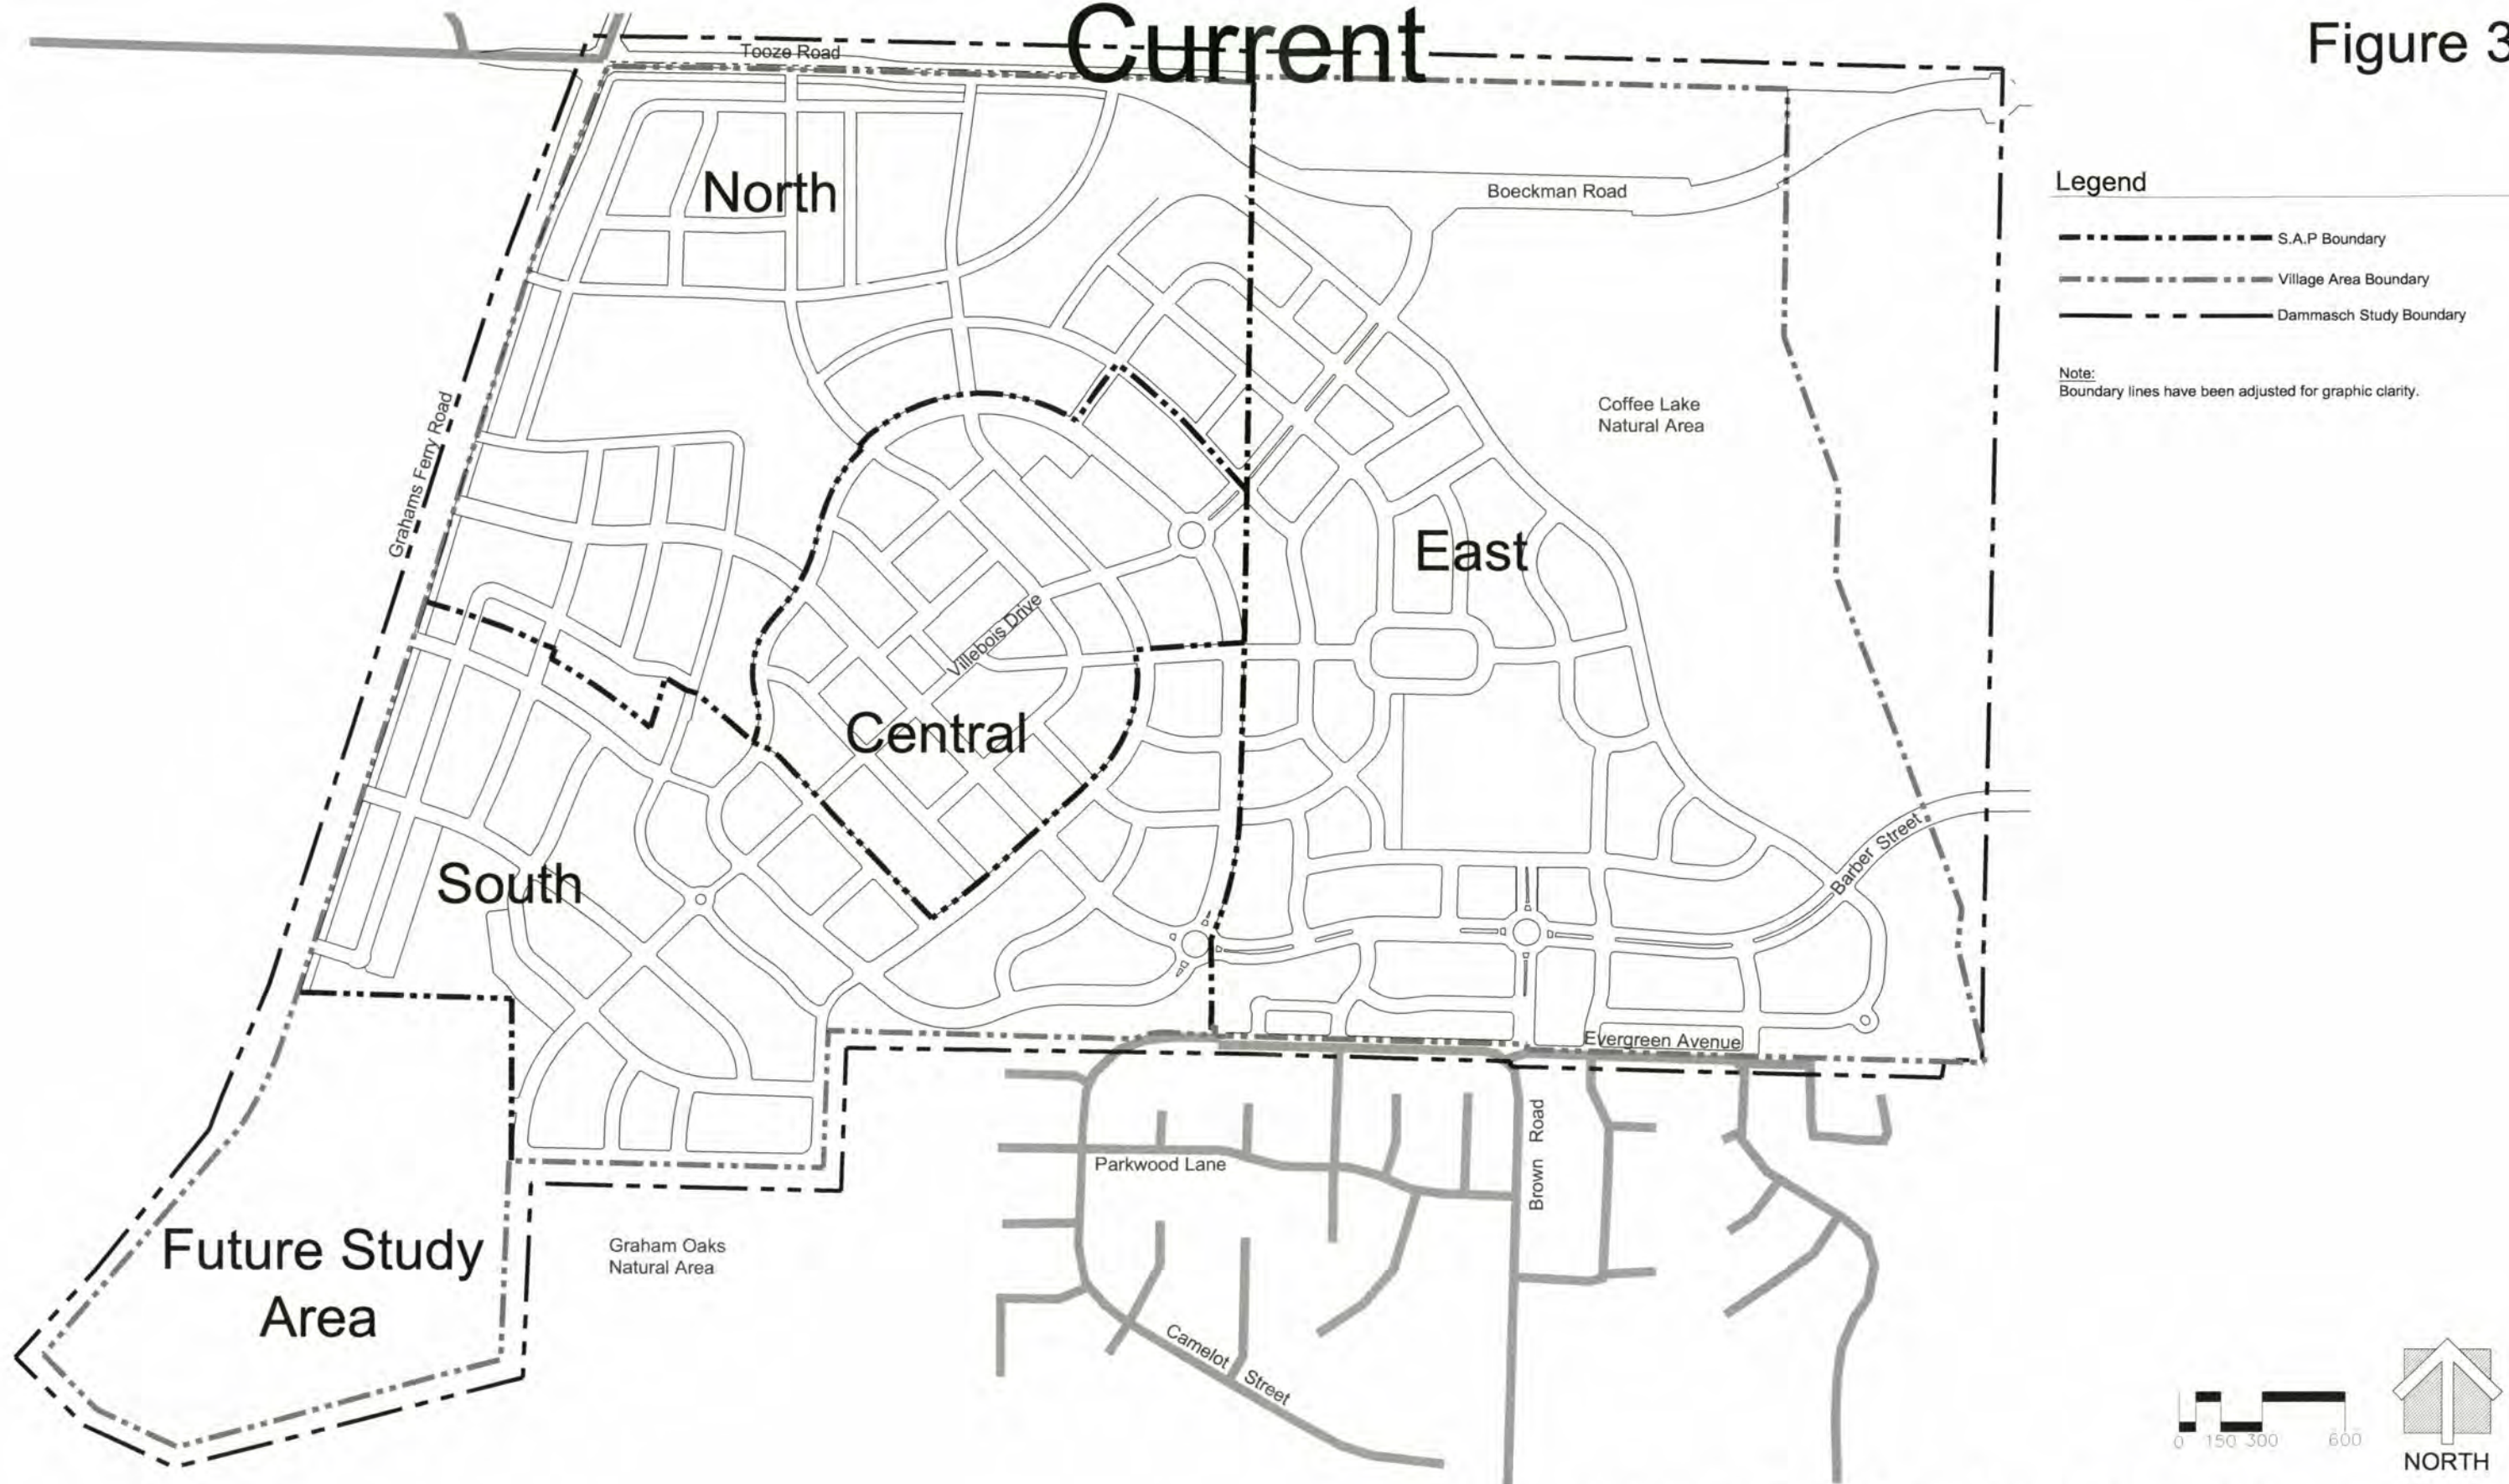 Current
Figure 3
Tooze Road
North
Boeckman Road
Legend
S.A.P Boundary
Village Area Boundary
Dammasch Study Boundary
Note:
Boundary lines have been adjusted for graphic clarity.
Coffee Lake
Natural Area
Grahams Ferry Road
East
Villebois Drive
Central
Barber Street
South
Evergreen Avenue
Parkwood Lane
Brown Road
Future Study
Area
Graham Oaks
Natural Area
Camelot Street
0 150 300 600
NORTH